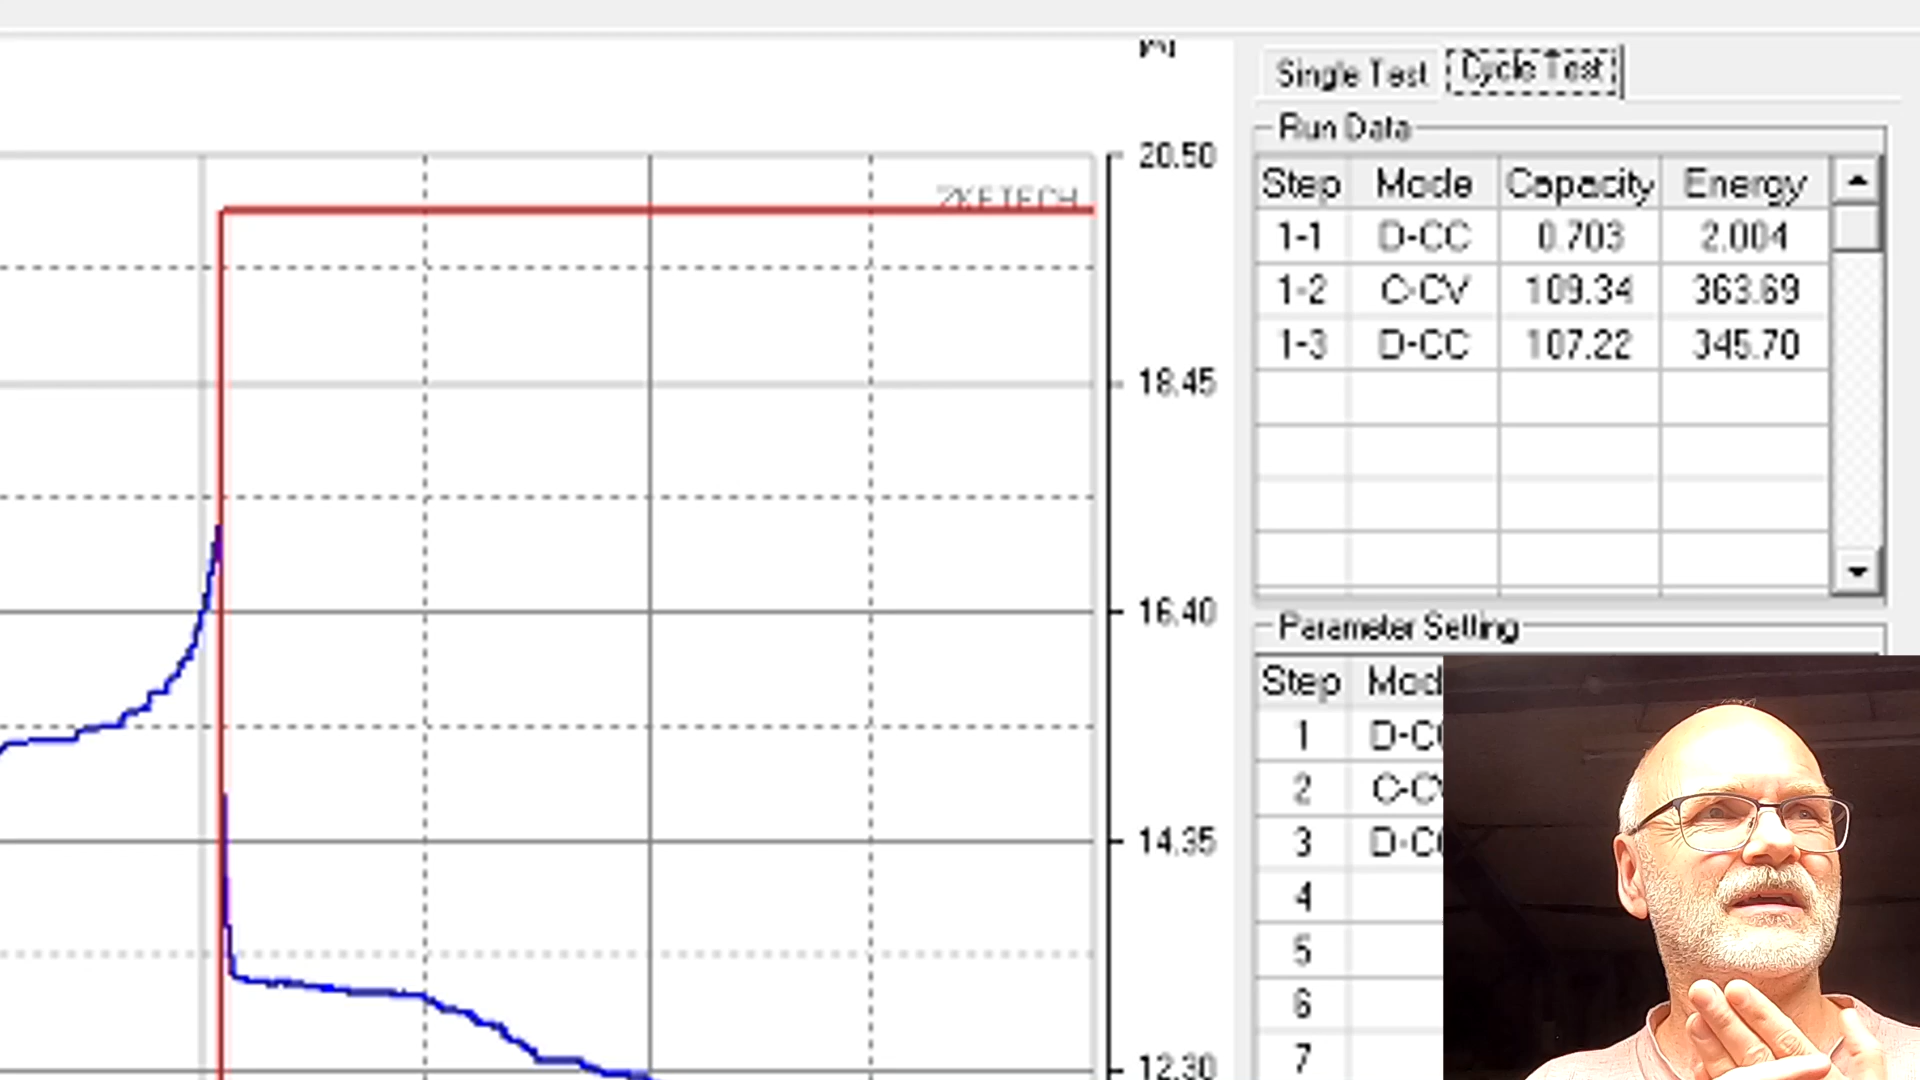 [A]
Single Test Cycle Test
Run Data
Step Mode Capacity Energy
1-1 D-CC 0.703 2.004
1-2 C-CV 109.34 363.69
1-3 D-CC 107.22 345.70
ZKETECH
20.50
18.45
16.40
14.35
12.30
Parameter Setting
Step Mod
1 D-C
2 C-C
3 D-C
4
5
6
7